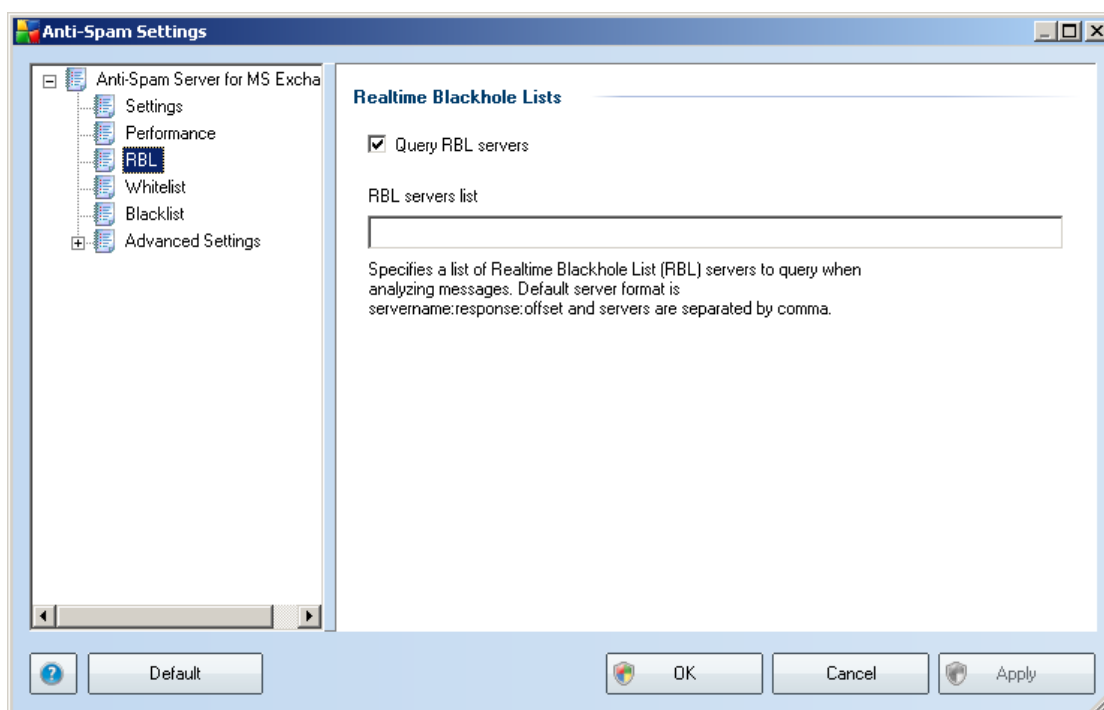 Anti-Spam Settings
Anti-Spam Server for MS Excha
Settings
Performance
RBL
Whitelist
Blacklist
Advanced Settings
Realtime Blackhole Lists
Query RBL servers
RBL servers list
Specifies a list of Realtime Blackhole List (RBL) servers to query when
analyzing messages. Default server format is
servername:response:offset and servers are separated by comma.
?
Default
OK
Cancel
Apply